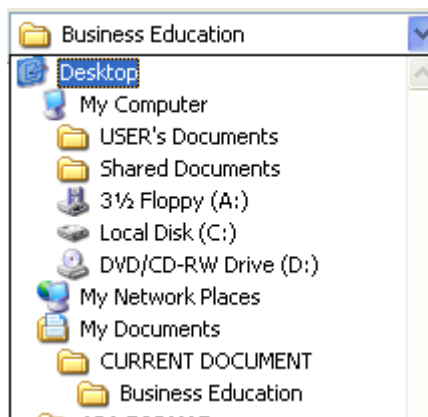 Business Education
Desktop
My Computer
USER's Documents
Shared Documents
3½ Floppy (A:)
Local Disk (C:)
DVD/CD-RW Drive (D:)
My Network Places
My Documents
CURRENT DOCUMENT
Business Education